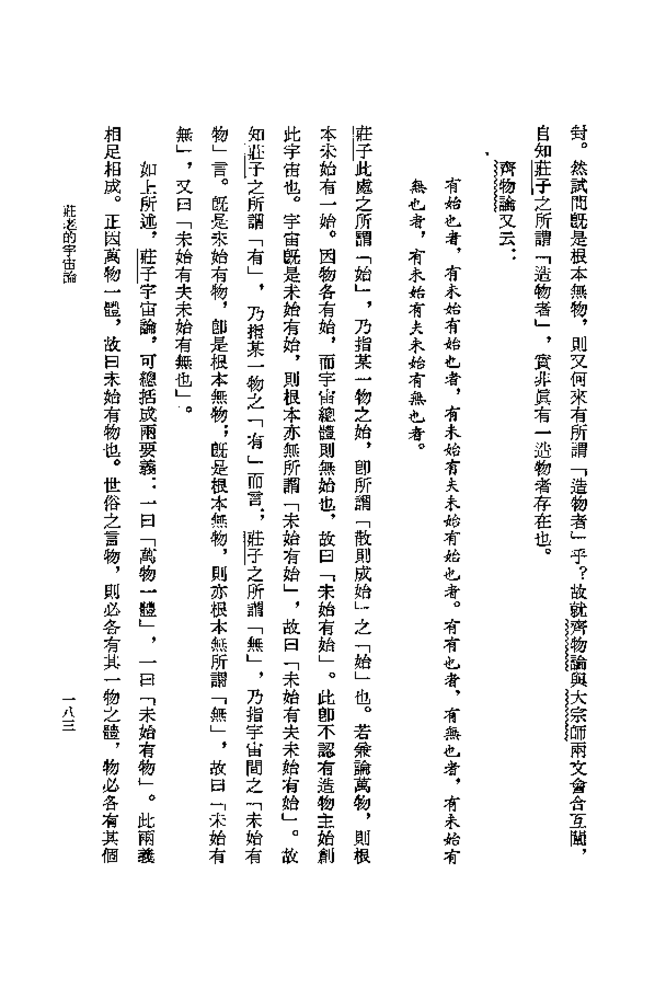 封。然試問既是根本無物,則又何來有所謂「造物者」乎?故就齊物論與大宗師兩文會合互闡,
自知莊子之所謂「造物者」,實非眞有一造物者存在也。
齊物論又云:
有始也者,有未始有始也者,有未始有夫未始有始也者。有有也者,有無也者,有未始有
無也者,有未始有夫未始有無也者。
莊子此處之所謂「始」,乃指某一物之始,卽所謂「散則成始」之「始」也。若兼論萬物,則根
本未始有一始。因物各有始,而宇宙總體則無始也,故曰「未始有始」。此卽不認有造物主始創
此宇宙也。宇宙既是未始有始,則根本亦無所謂「未始有始」,故曰「未始有夫未始有始」。故
知莊子之所謂「有」,乃指某一物之「有」而言;莊子之所謂「無」,乃指宇宙間之「未始有
物」言。既是未始有物,卽是根本無物;既是根本無物,則亦根本無所謂「無」,故曰「未始有
無」,又曰「未始有夫未始有無也」。
如上所述,莊子宇宙論,可總括成兩要義:一曰「萬物一體」,一曰「未始有物」。此兩義
相足相成。正因萬物一體,故曰未始有物也。世俗之言物,則必各有其一物之體,物必各有其個
莊老的宇宙論
一八三